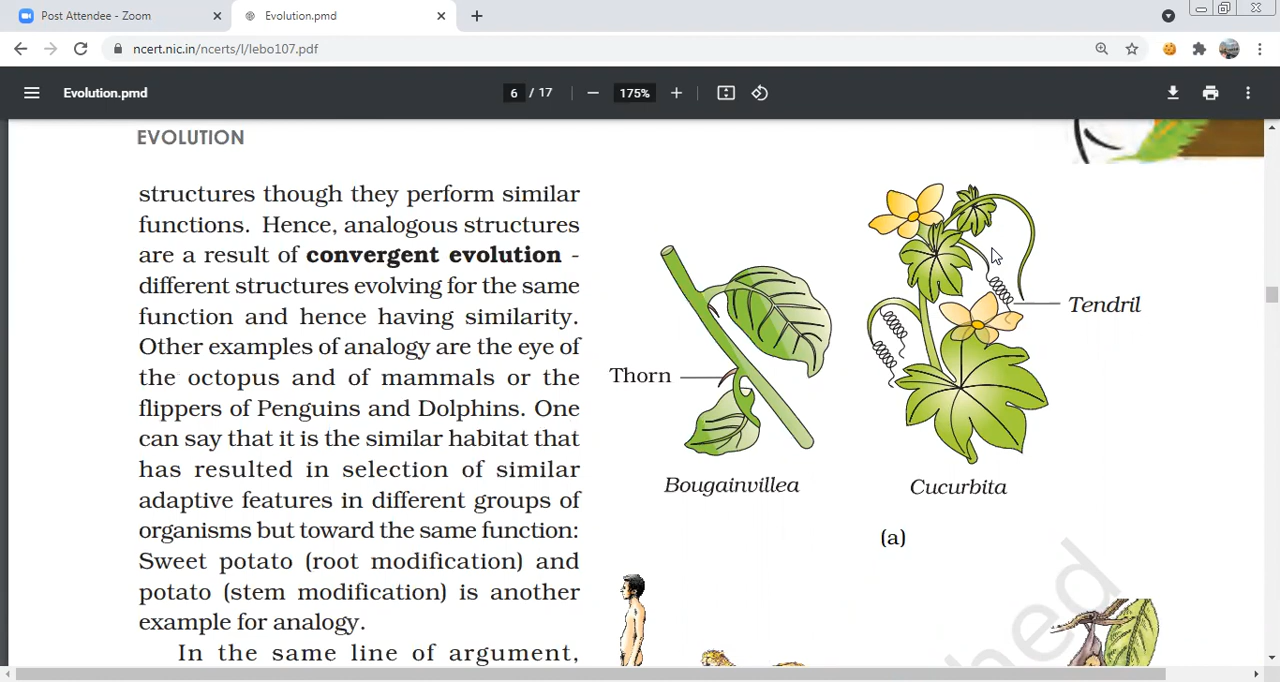 Post Attendee - Zoom
Evolution.pmd
ncert.nic.in/ncerts/l/lebo107.pdf
Evolution.pmd
6 / 17
175%
EVOLUTION
structures though they perform similar
functions. Hence, analogous structures
are a result of convergent evolution -
different structures evolving for the same
function and hence having similarity.
Other examples of analogy are the eye of
the octopus and of mammals or the
flippers of Penguins and Dolphins. One
can say that it is the similar habitat that
has resulted in selection of similar
adaptive features in different groups of
organisms but toward the same function:
Sweet potato (root modification) and
potato (stem modification) is another
example for analogy.
In the same line of argument,
Thorn
Tendril
Bougainvillea
Cucurbita
(a)
hed